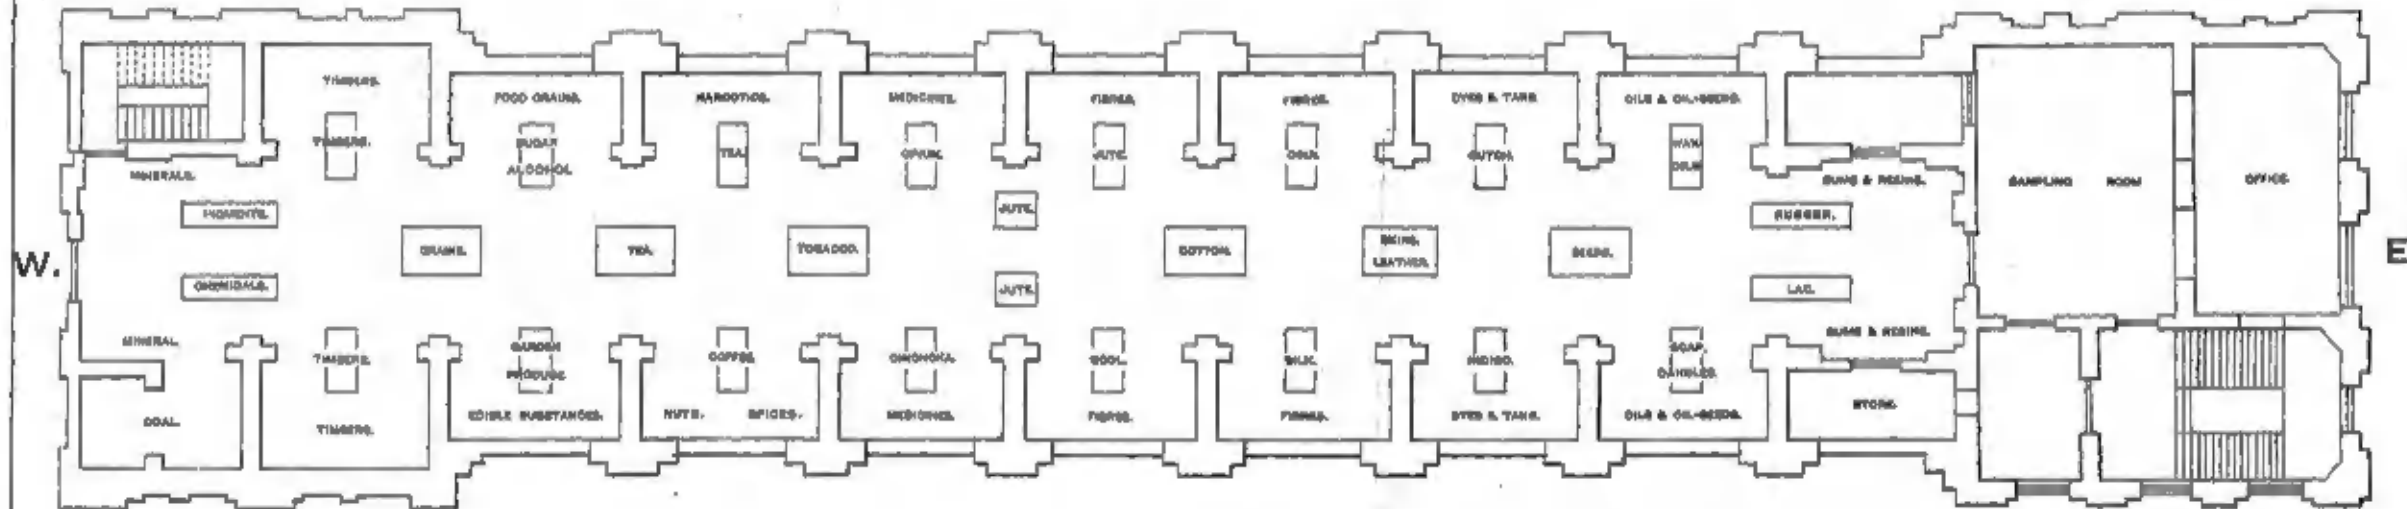 TIMBERS.
FOOD GRAINS.
NARCOTICS.
MEDICINES.
FIBRES.
FIBRES.
DYES & TANS.
OILS & OIL-SEEDS.
TIMBERS.
SUGAR
ALCOHOL.
TEA.
OPIUM.
JUTE.
CUTCH.
MINERALS.
GUMS & RESINS.
SAMPLING ROOM
OFFICE.
PIGMENTS.
JUTE.
RUBBER.
W.
GRAINS.
TEA.
TOBACCO.
COTTON.
SKINS.
LEATHER.
SEEDS.
E
CHEMICALS.
JUTE.
LAC.
MINERAL.
GUMS & RESINS.
TIMBERS.
GARDEN
PRODUCE
COFFEE.
CINCHONA.
WOOL.
SILK.
INDIGO.
SOAP.
CANDLES.
COAL.
TIMBERS.
EDIBLE SUBSTANCES.
NUTS. SPICES.
MEDICINES.
FIBRES.
FIBRES.
DYES & TANS.
OILS & OIL-SEEDS.
STORE.